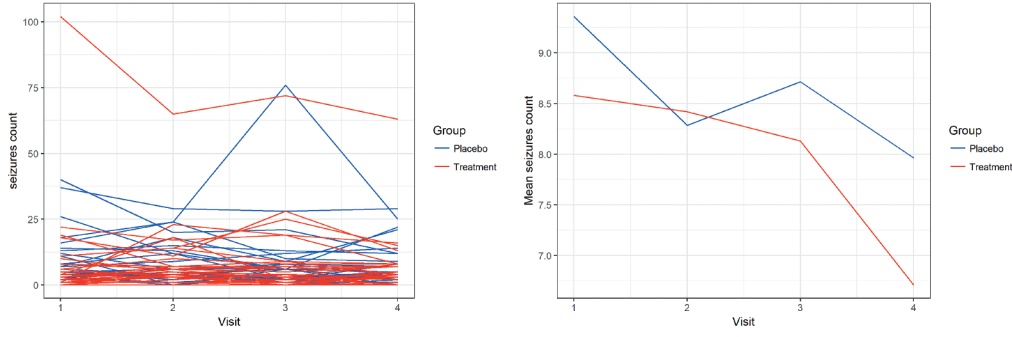 seizures count
100
75
50
25
0
1
2
3
4
Visit
Group
Placebo
Treatment
Mean seizures count
9.0
8.5
8.0
7.5
7.0
1
2
3
4
Visit
Group
Placebo
Treatment